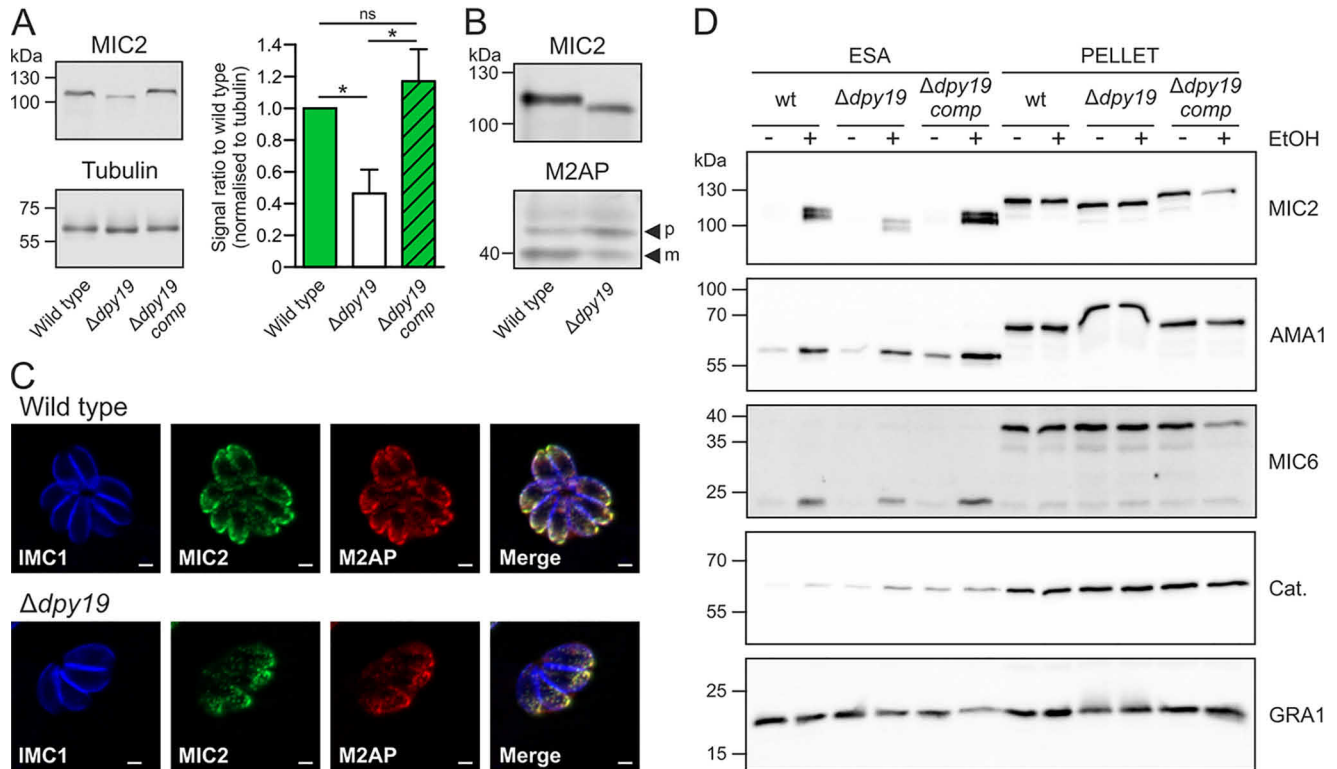 A
MIC2
kDa
130
100
Tubulin
75
55
Wild type
Δdpy19
Δdpy19 comp
Signal ratio to wild type
(normalised to tubulin)
1.4
1.2
1.0
0.8
0.6
0.4
0.2
0
ns
*
*
Wild type
Δdpy19
Δdpy19 comp
B
MIC2
kDa
130
100
M2AP
40
p
m
Wild type
Δdpy19
C
Wild type
IMC1
MIC2
M2AP
Merge
Δdpy19
IMC1
MIC2
M2AP
Merge
D
ESA PELLET
wt Δdpy19 Δdpy19 comp wt Δdpy19 Δdpy19 comp
- + - + - + - + - + - + EtOH
kDa
130
100
MIC2
100
70
55
AMA1
40
35
25
MIC6
70
55
Cat.
25
15
GRA1